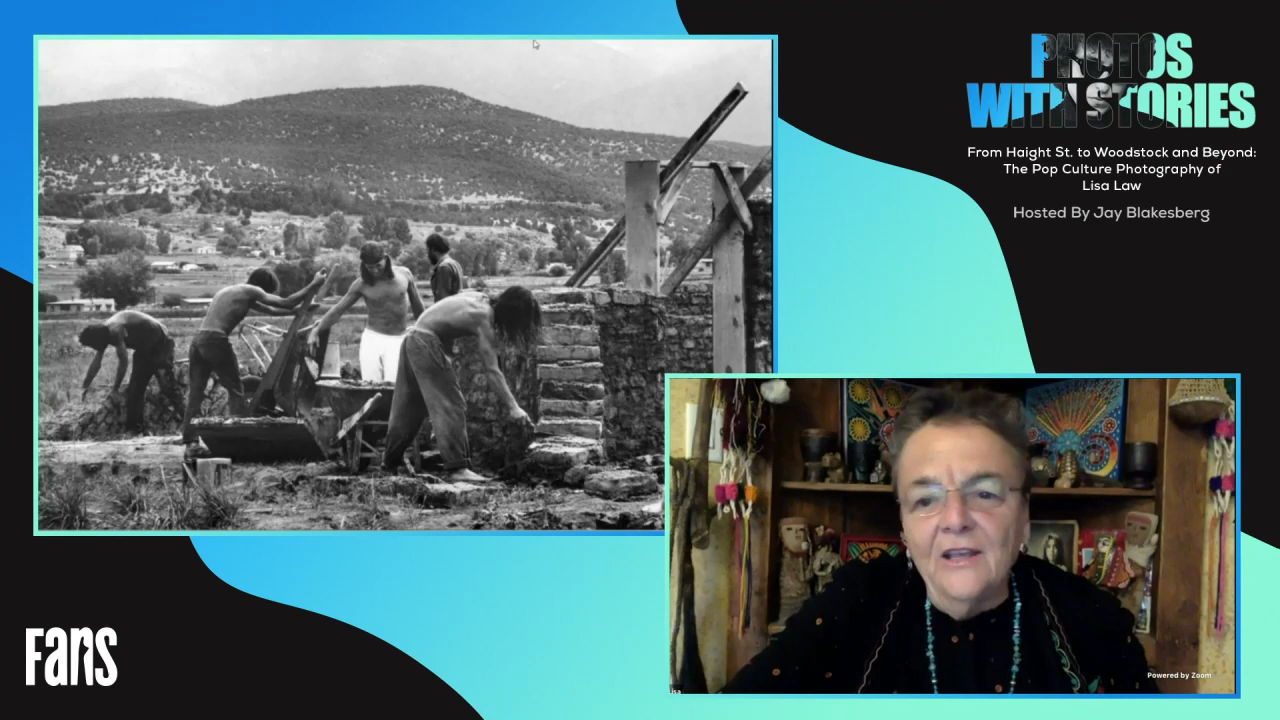 PHOTOS
WITH STORIES
From Haight St. to Woodstock and Beyond:
The Pop Culture Photography of
Lisa Law
Hosted By Jay Blakesberg
Fans
Powered by Zoom